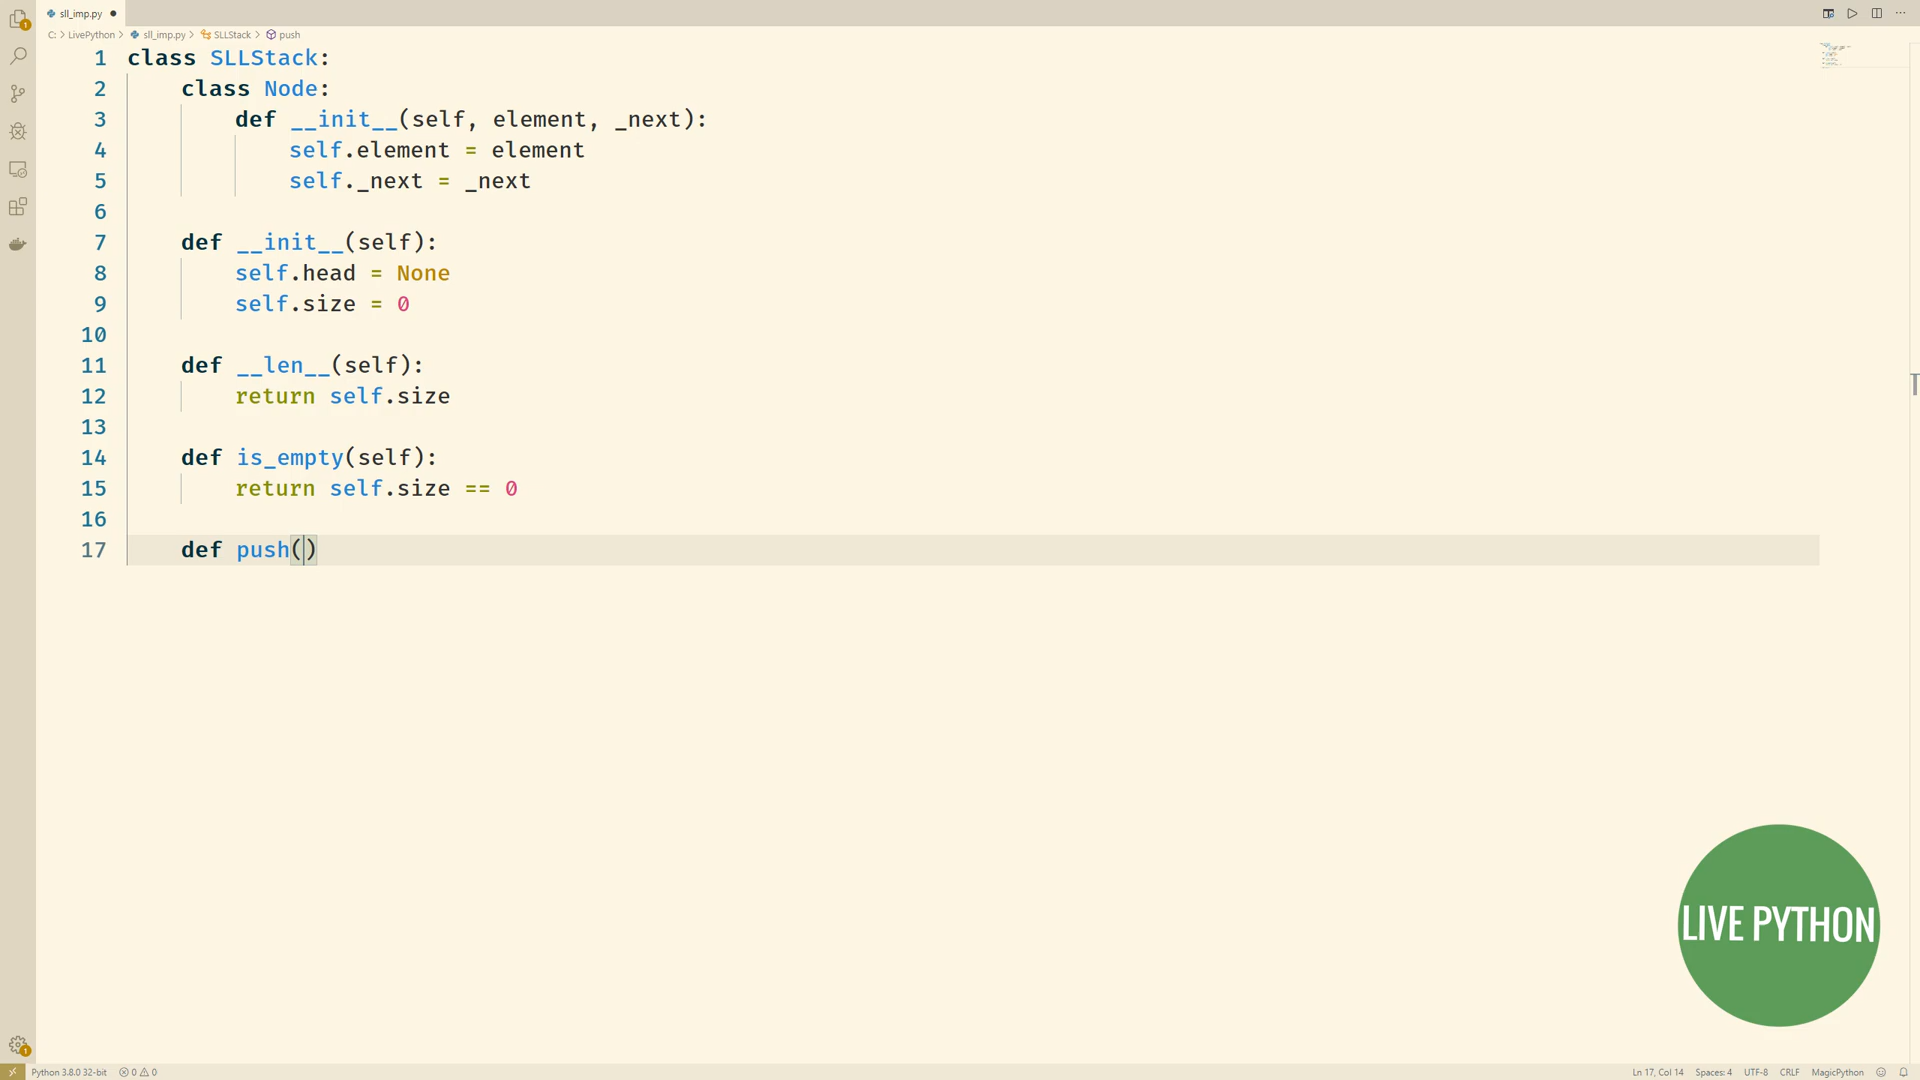 sll_imp.py
C: > LivePython > sll_imp.py > SLLStack > push
1 class SLLStack:
2     class Node:
3         def __init__(self, element, _next):
4             self.element = element
5             self._next = _next
6
7     def __init__(self):
8         self.head = None
9         self.size = 0
10
11     def __len__(self):
12         return self.size
13
14     def is_empty(self):
15         return self.size == 0
16
17     def push()
LIVE PYTHON
1
1
Python 3.8.0 32-bit 0 0 Ln 17, Col 14 Spaces: 4 UTF-8 CRLF MagicPython